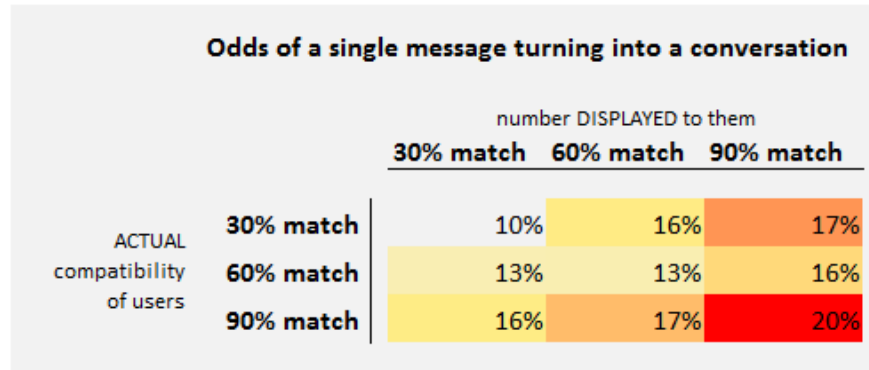 Odds of a single message turning into a conversation
number DISPLAYED to them
30% match 60% match 90% match
ACTUAL
compatibility
of users
30% match 10% 16% 17%
60% match 13% 13% 16%
90% match 16% 17% 20%